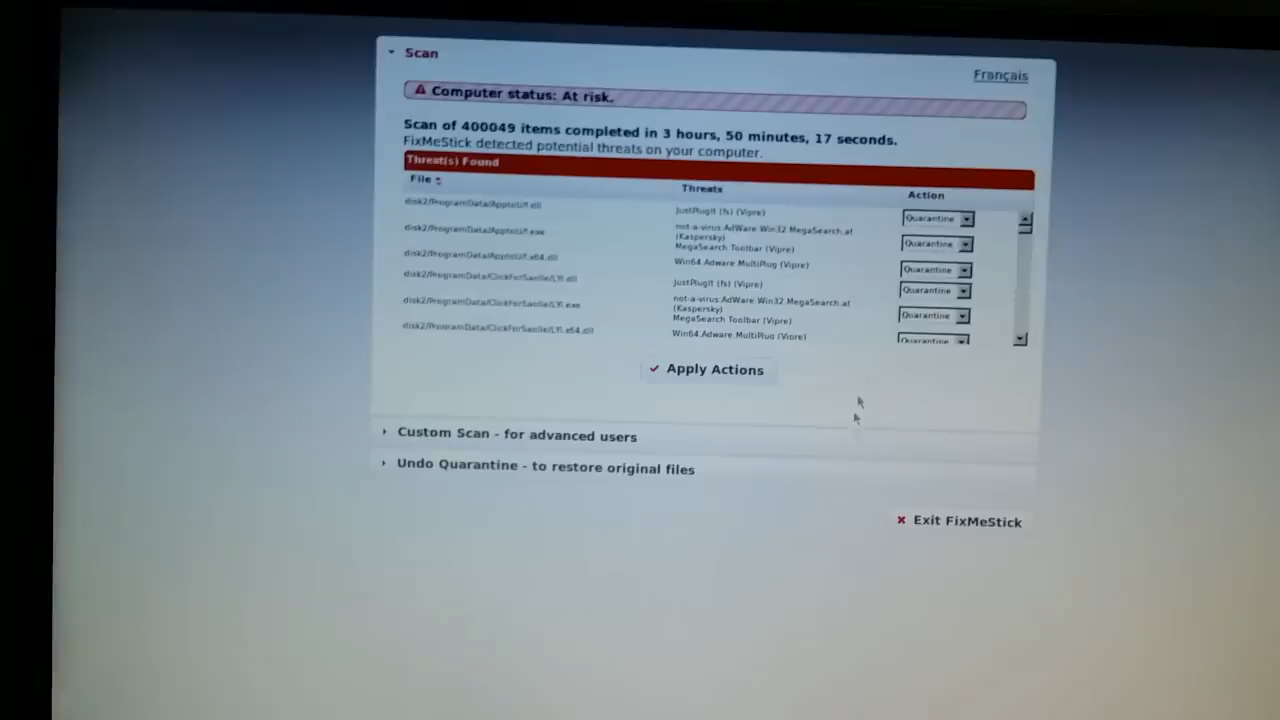 Scan
Français
Computer status: At risk.
Scan of 400049 items completed in 3 hours, 50 minutes, 17 seconds.
FixMeStick detected potential threats on your computer.
Threat(s) Found
File Threats Action
JustPlugIt (fs) (Vipre) Quarantine
not-a-virus:AdWare.Win32.MegaSearch.at
(Kaspersky)
MegaSearch Toolbar (Vipre) Quarantine
Win64.Adware.MultiPlug (Vipre) Quarantine
JustPlugIt (fs) (Vipre) Quarantine
not-a-virus:AdWare.Win32.MegaSearch.at
(Kaspersky)
MegaSearch Toolbar (Vipre) Quarantine
Win64.Adware.MultiPlug (Vipre) Quarantine
Apply Actions
Custom Scan - for advanced users
Undo Quarantine - to restore original files
Exit FixMeStick